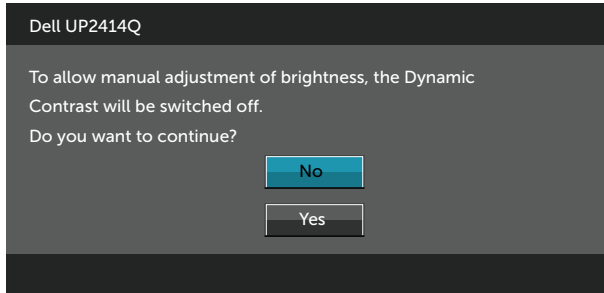 Dell UP2414Q
To allow manual adjustment of brightness, the Dynamic
Contrast will be switched off.
Do you want to continue?
No
Yes